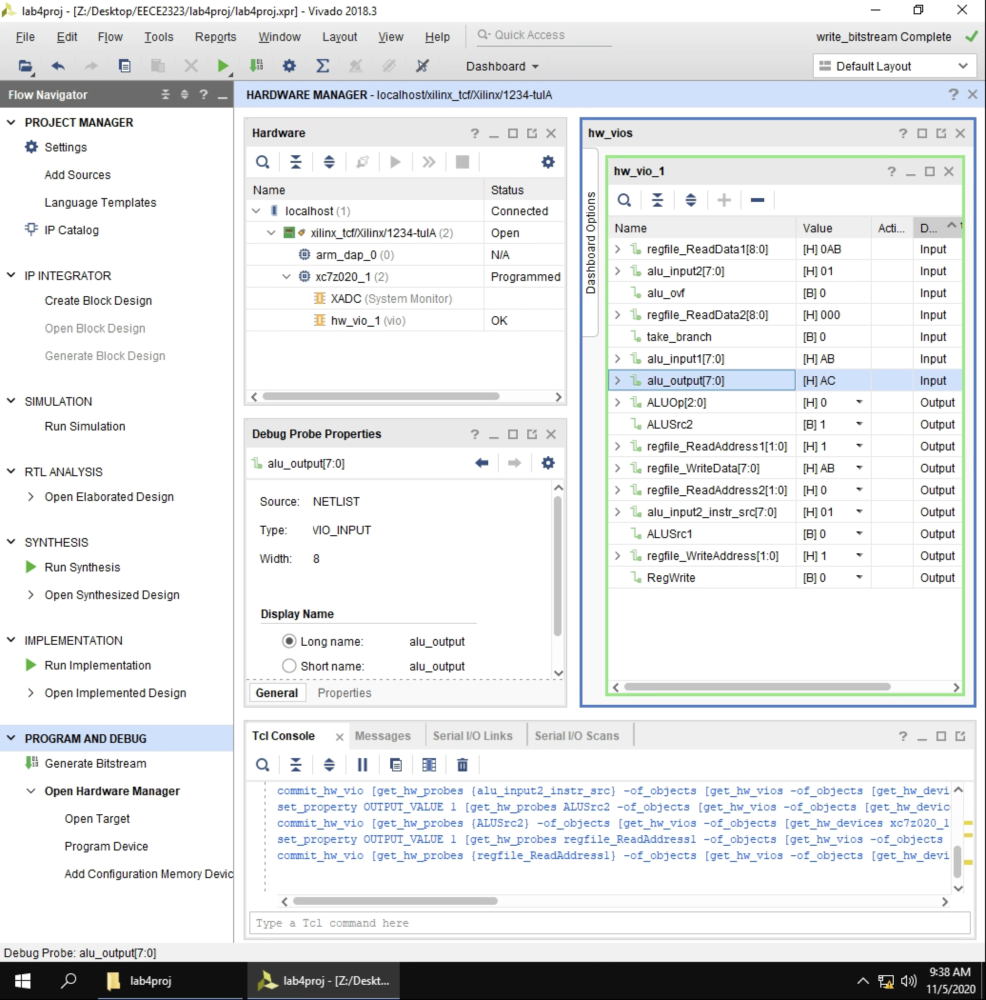 lab4proj - [Z:/Desktop/EECE2323/lab4proj/lab4proj.xpr] - Vivado 2018.3
File Edit Flow Tools Reports Window Layout View Help Quick Access write_bitstream Complete
Dashboard Default Layout
Flow Navigator
PROJECT MANAGER
Settings
Add Sources
Language Templates
IP Catalog
IP INTEGRATOR
Create Block Design
Open Block Design
Generate Block Design
SIMULATION
Run Simulation
RTL ANALYSIS
Open Elaborated Design
SYNTHESIS
Run Synthesis
Open Synthesized Design
IMPLEMENTATION
Run Implementation
Open Implemented Design
PROGRAM AND DEBUG
Generate Bitstream
Open Hardware Manager
Open Target
Program Device
Add Configuration Memory Devic
HARDWARE MANAGER - localhost/xilinx_tcf/Xilinx/1234-tulA
Hardware
Name Status
localhost (1) Connected
xilinx_tcf/Xilinx/1234-tulA (2) Open
arm_dap_0 (0) N/A
xc7z020_1 (2) Programmed
XADC (System Monitor)
hw_vio_1 (vio) OK
Debug Probe Properties
alu_output[7:0]
Source: NETLIST
Type: VIO_INPUT
Width: 8
Display Name
Long name: alu_output
Short name: alu_output
General Properties
hw_vios
Dashboard Options
hw_vio_1
Name Value Acti... D... 1
regfile_ReadData1[8:0] [H] 0AB Input
alu_input2[7:0] [H] 01 Input
alu_ovf [B] 0 Input
regfile_ReadData2[8:0] [H] 000 Input
take_branch [B] 0 Input
alu_input1[7:0] [H] AB Input
alu_output[7:0] [H] AC Input
ALUOp[2:0] [H] 0 Output
ALUSrc2 [B] 1 Output
regfile_ReadAddress1[1:0] [H] 1 Output
regfile_WriteData[7:0] [H] AB Output
regfile_ReadAddress2[1:0] [H] 0 Output
alu_input2_instr_src[7:0] [H] 01 Output
ALUSrc1 [B] 0 Output
regfile_WriteAddress[1:0] [H] 1 Output
RegWrite [B] 0 Output
Tcl Console Messages Serial I/O Links Serial I/O Scans
commit_hw_vio [get_hw_probes {alu_input2_instr_src} -of_objects [get_hw_vios -of_objects [get_hw_devi
set_property OUTPUT_VALUE 1 [get_hw_probes ALUSrc2 -of_objects [get_hw_vios -of_objects [get_hw_devic
commit_hw_vio [get_hw_probes {ALUSrc2} -of_objects [get_hw_vios -of_objects [get_hw_devices xc7z020_1
set_property OUTPUT_VALUE 1 [get_hw_probes regfile_ReadAddress1 -of_objects [get_hw_vios -of_objects
commit_hw_vio [get_hw_probes {regfile_ReadAddress1} -of_objects [get_hw_vios -of_objects [get_hw_devi
Type a Tcl command here
Debug Probe: alu_output[7:0]
lab4proj
lab4proj - [Z:/Deskt...
9:38 AM
11/5/2020